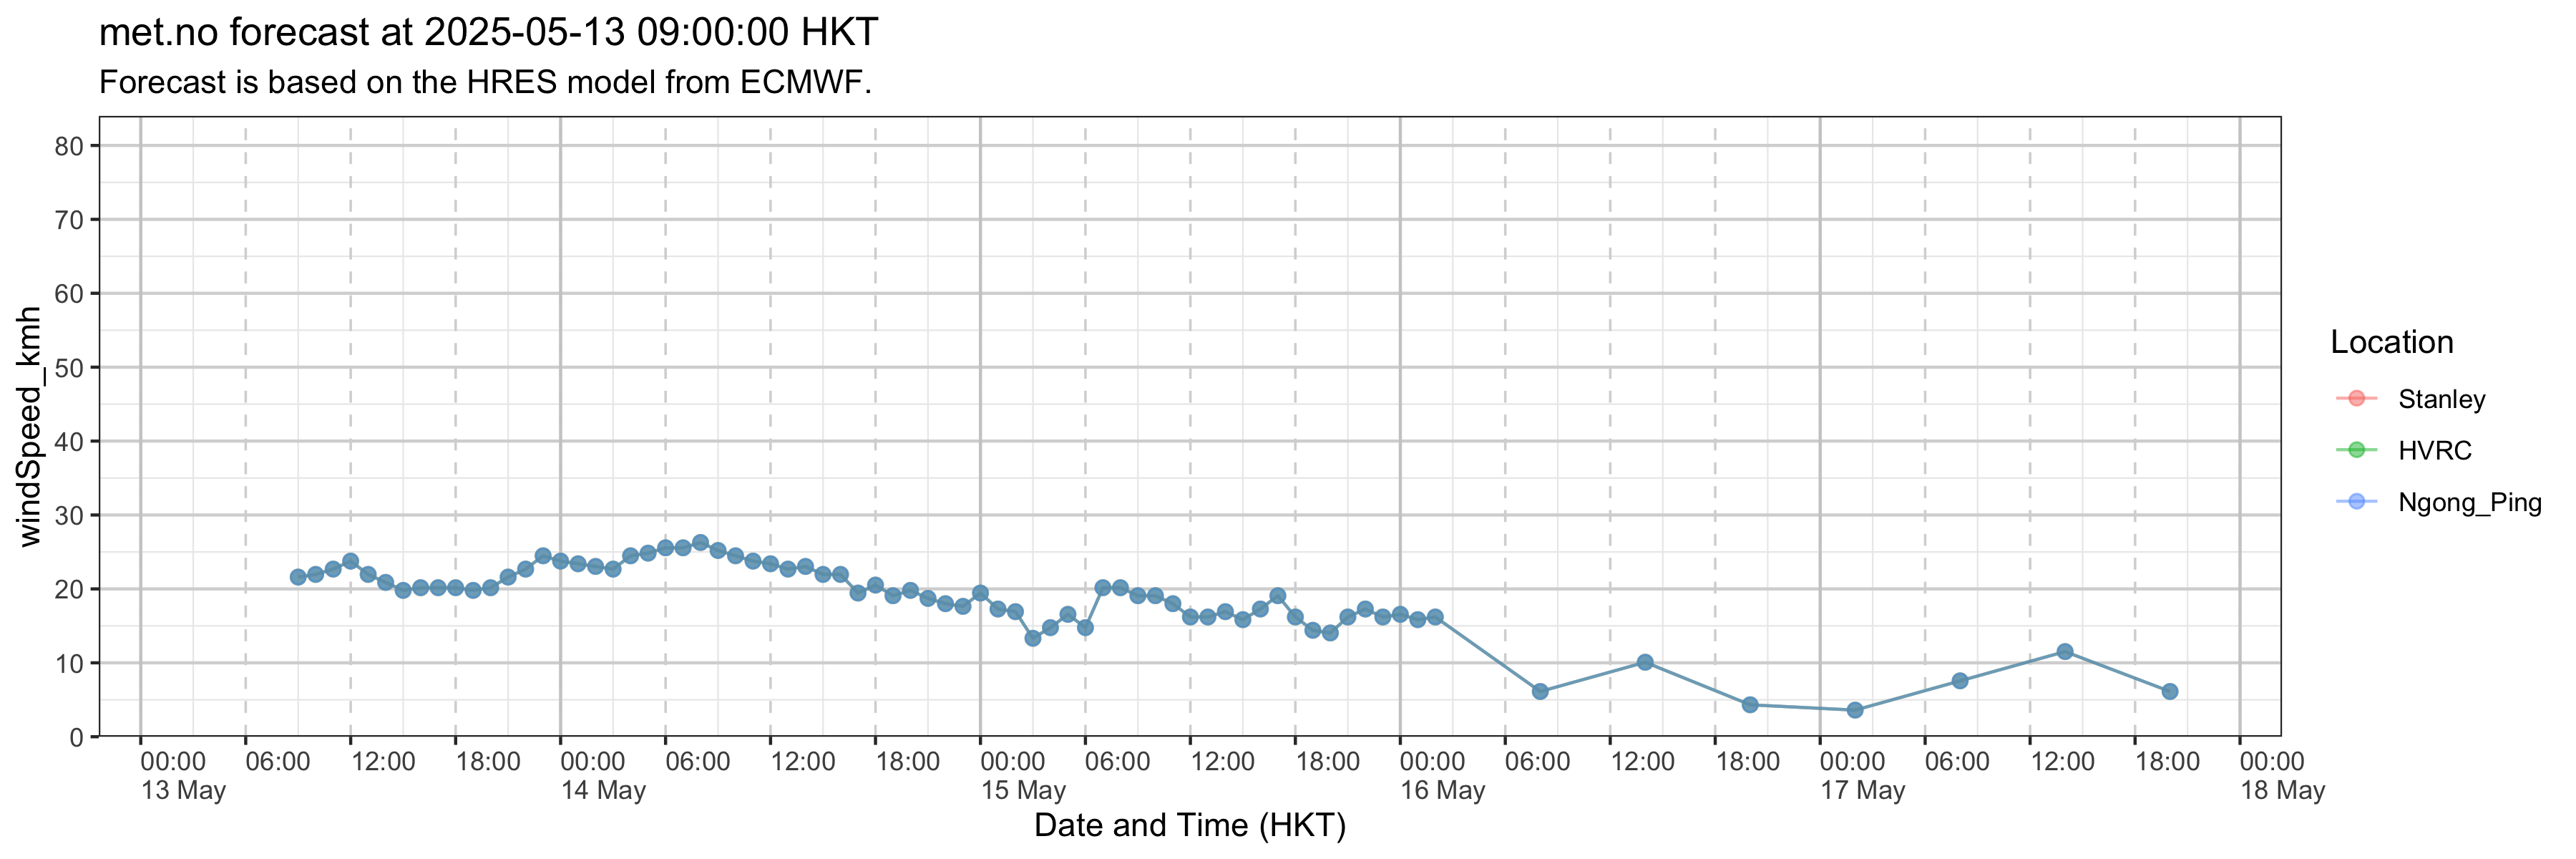 met.no forecast at 2025-05-13 09:00:00 HKT
Forecast is based on the HRES model from ECMWF.
windSpeed_kmh
80
70
60
50
40
30
20
10
0
00:00 06:00 12:00 18:00 00:00 06:00 12:00 18:00 00:00 06:00 12:00 18:00 00:00 06:00 12:00 18:00 00:00 06:00 12:00 18:00 00:00
13 May 14 May 15 May 16 May 17 May 18 May
Date and Time (HKT)
Location
Stanley
HVRC
Ngong_Ping